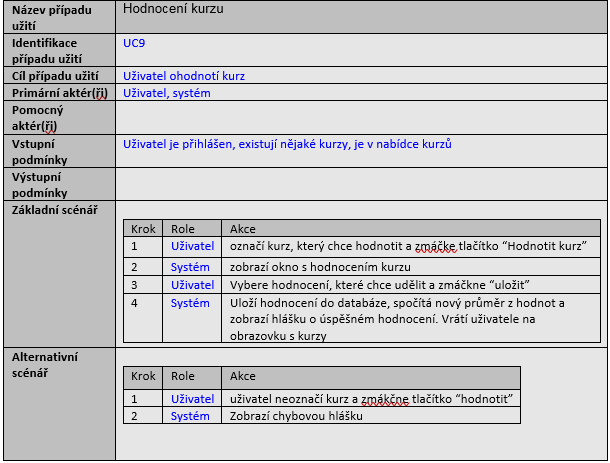 Název případu užití
Hodnocení kurzu
Identifikace případu užití
UC9
Cíl případu užití
Uživatel ohodnotí kurz
Primární aktér(ři)
Uživatel, systém
Pomocný aktér(ři)
Vstupní podmínky
Uživatel je přihlášen, existují nějaké kurzy, je v nabídce kurzů
Výstupní podmínky
Základní scénář
Krok Role Akce
1 Uživatel označí kurz, který chce hodnotit a zmáčke tlačítko “Hodnotit kurz”
2 Systém zobrazí okno s hodnocením kurzu
3 Uživatel Vybere hodnocení, které chce udělit a zmáčkne “uložit”
4 Systém Uloží hodnocení do databáze, spočítá nový průměr z hodnot a
zobrazí hlášku o úspěšném hodnocení. Vrátí uživatele na
obrazovku s kurzy
Alternativní scénář
Krok Role Akce
1 Uživatel uživatel neoznačí kurz a zmákčne tlačítko “hodnotit”
2 Systém Zobrazí chybovou hlášku